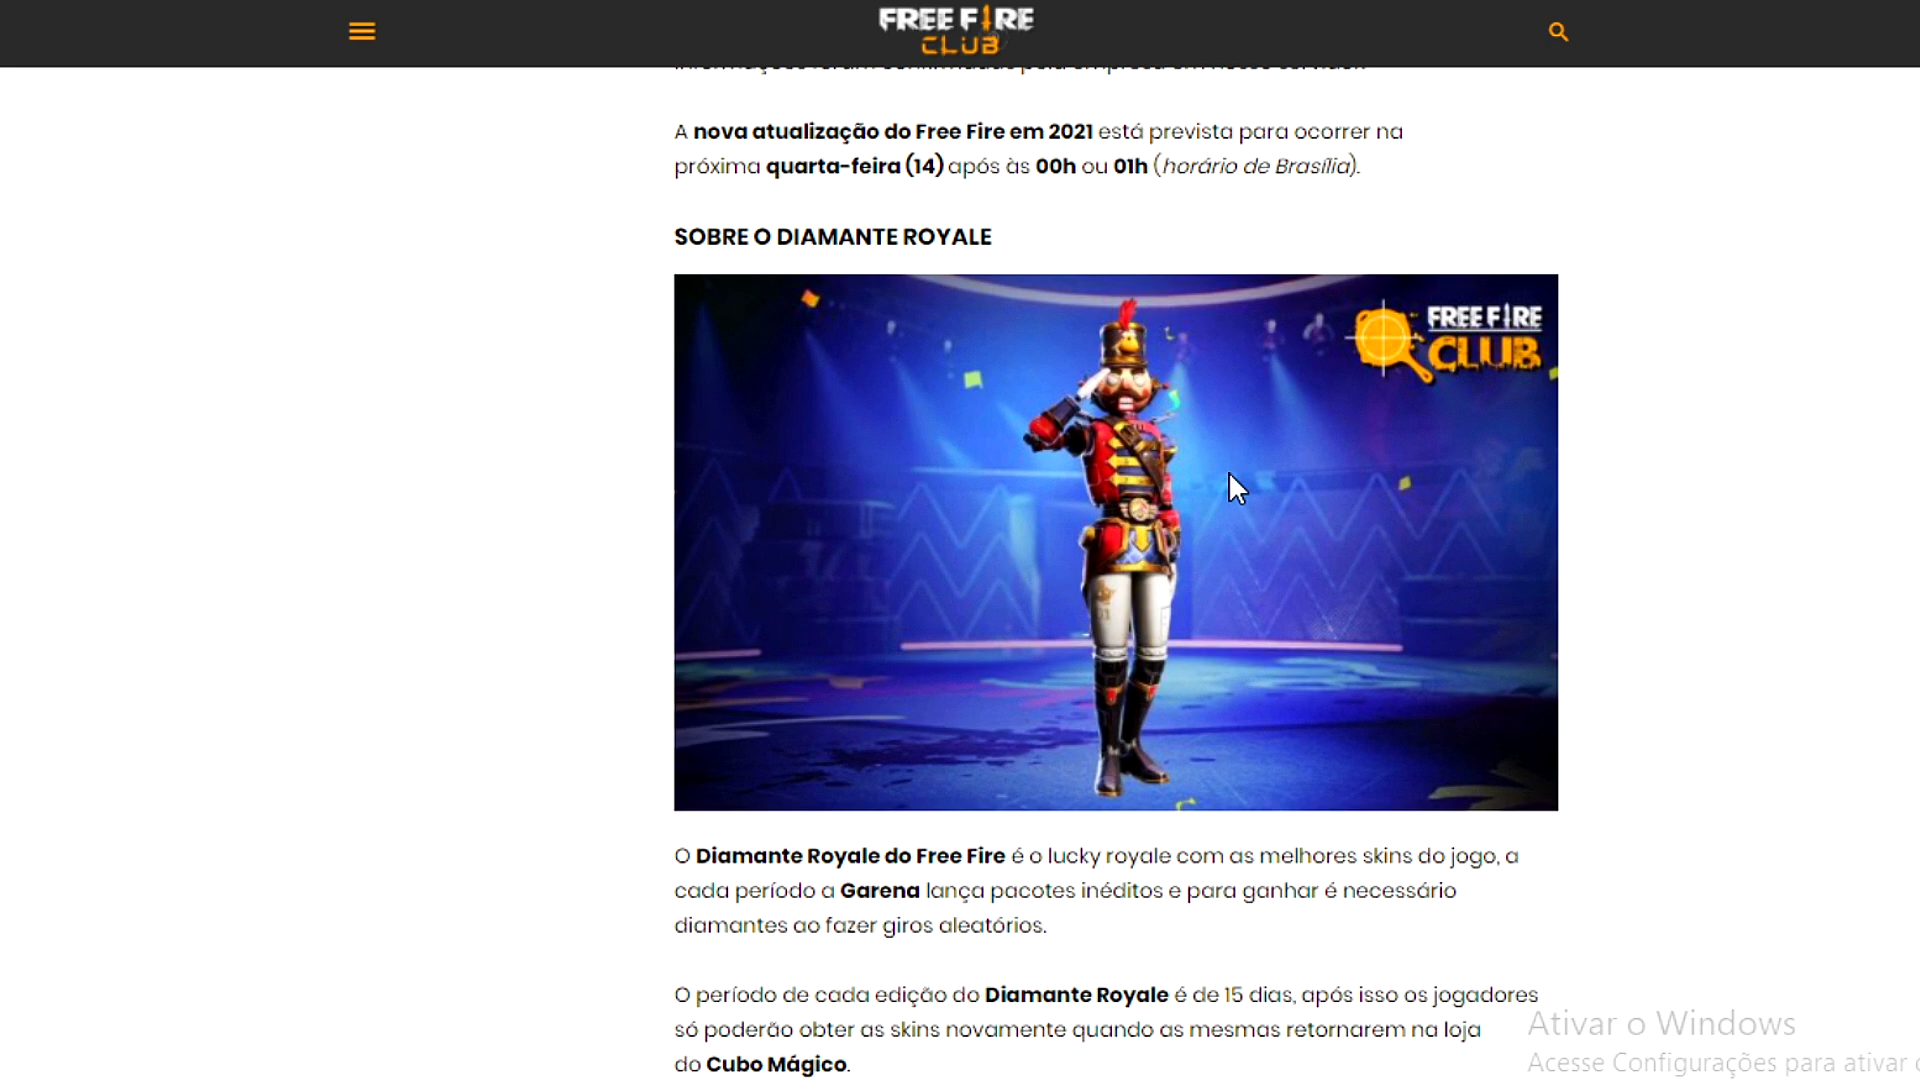 FREE FIRE
CLUB
A nova atualização do Free Fire em 2021 está prevista para ocorrer na
próxima quarta-feira (14) após às 00h ou 01h (horário de Brasília).
SOBRE O DIAMANTE ROYALE
FREE FIRE
CLUB
O Diamante Royale do Free Fire é o lucky royale com as melhores skins do jogo, a
cada período a Garena lança pacotes inéditos e para ganhar é necessário
diamantes ao fazer giros aleatórios.
O período de cada edição do Diamante Royale é de 15 dias, após isso os jogadores
só poderão obter as skins novamente quando as mesmas retornarem na loja
do Cubo Mágico.
Ativar o Windows
Acesse Configurações para ativar